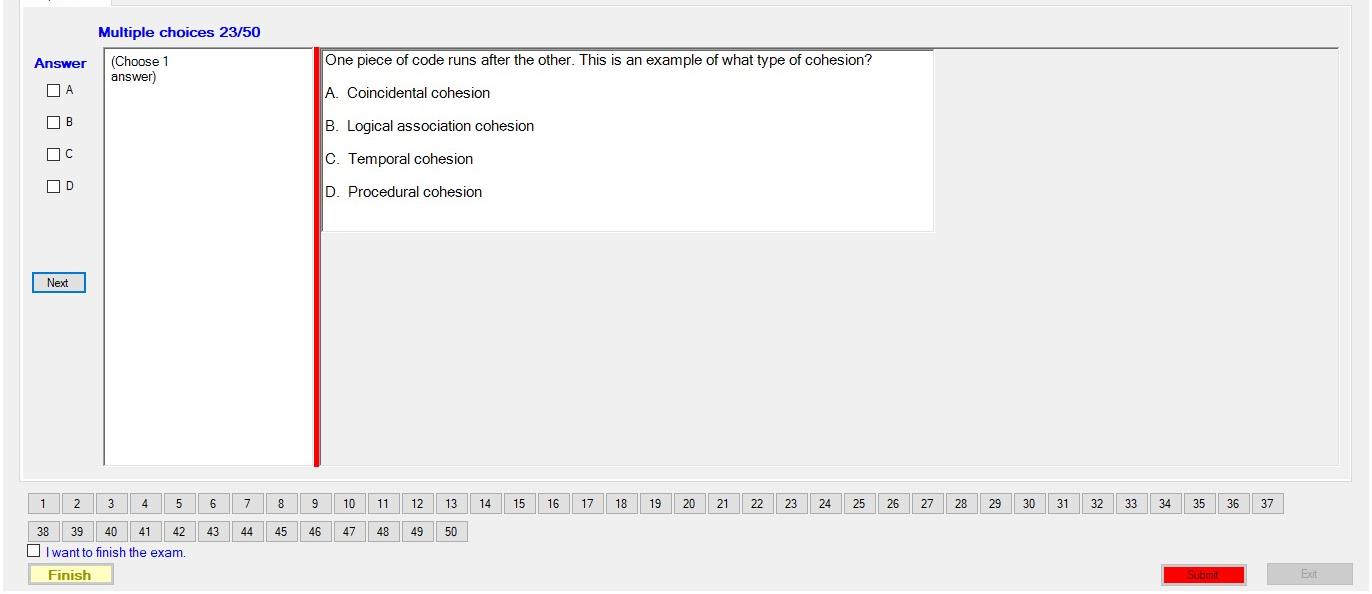 Multiple choices 23/50
Answer
(Choose 1
answer)
A
B
C
D
One piece of code runs after the other. This is an example of what type of cohesion?
A. Coincidental cohesion
B. Logical association cohesion
C. Temporal cohesion
D. Procedural cohesion
Next
1 2 3 4 5 6 7 8 9 10 11 12 13 14 15 16 17 18 19 20 21 22 23 24 25 26 27 28 29 30 31 32 33 34 35 36 37
38 39 40 41 42 43 44 45 46 47 48 49 50
I want to finish the exam.
Finish
Submit
Exit